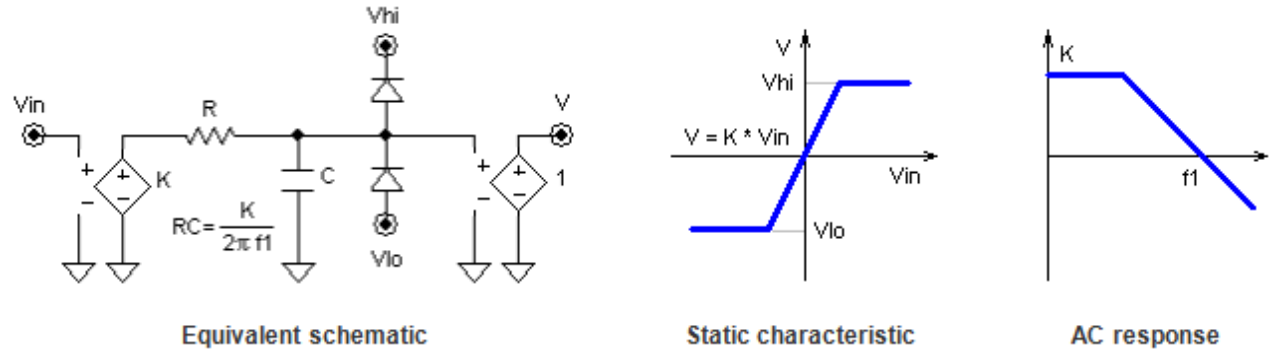 Vhi
Vin
R
V
+
−
+
−
K
C
+
−
+
−
1
RC = K / 2π f1
Vlo
Equivalent schematic
V
Vhi
V = K * Vin
Vin
Vlo
Static characteristic
K
f1
AC response